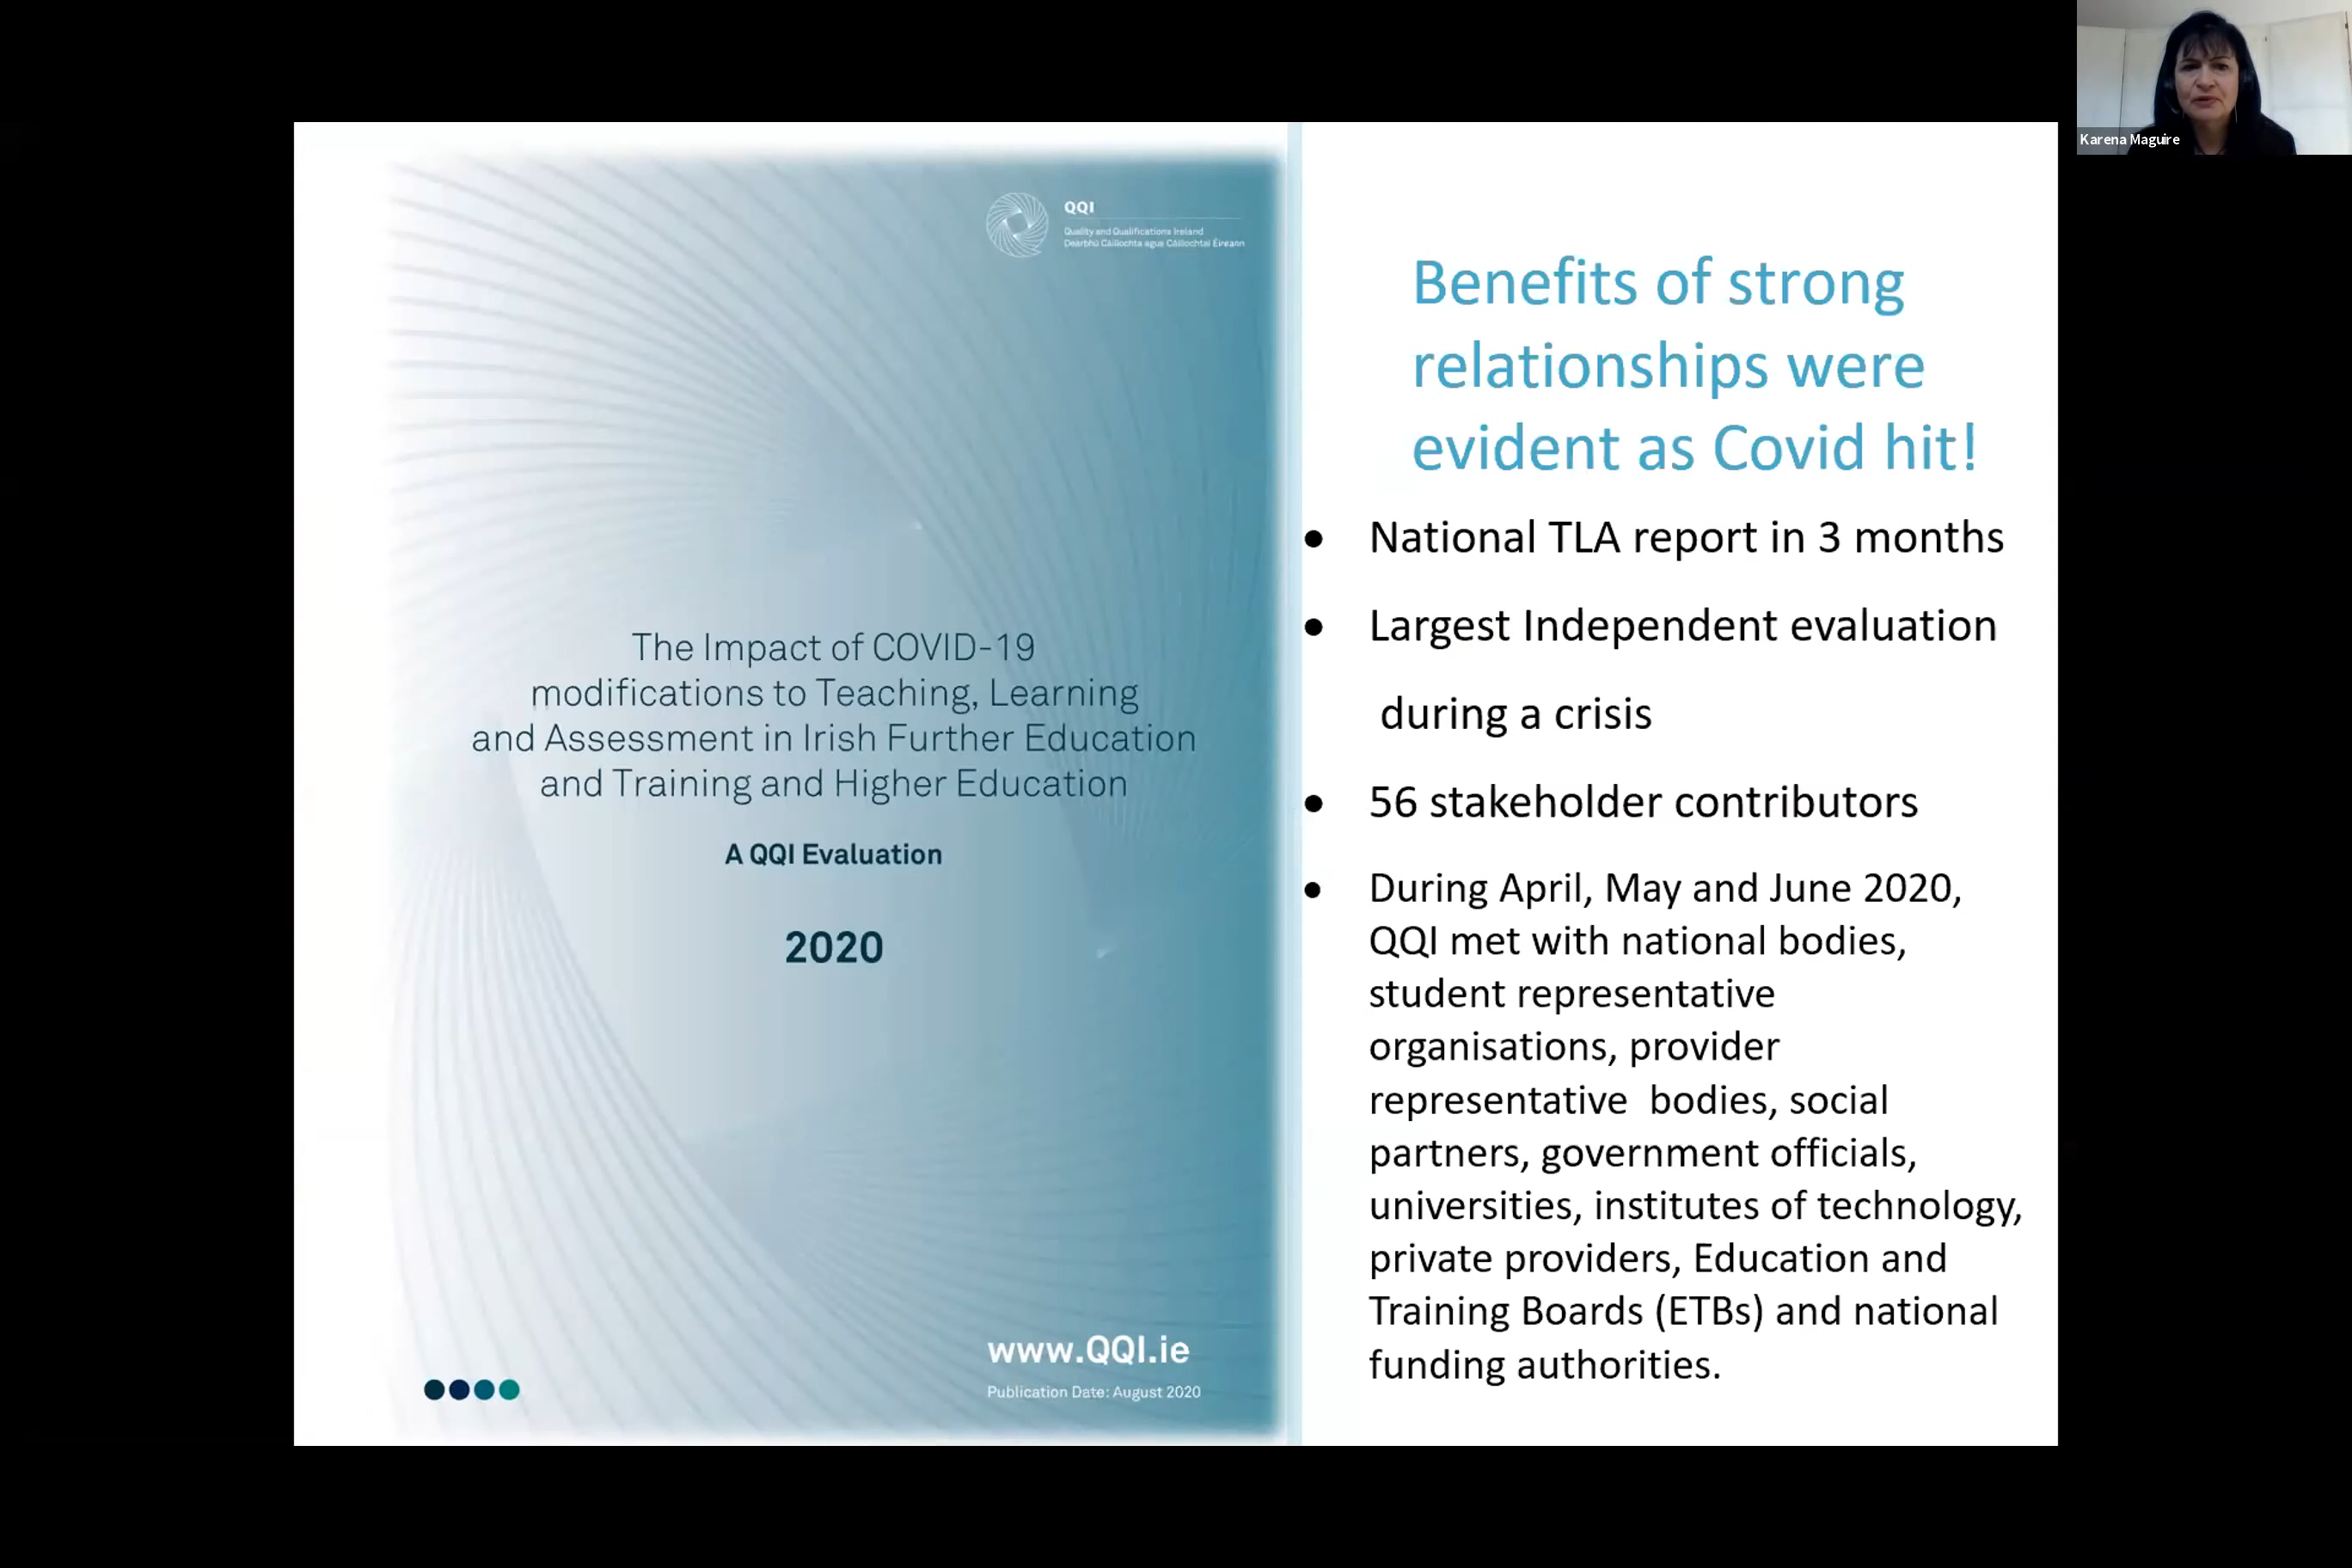 Karena Maguire
QQI
Quality and Qualifications Ireland
Dearbhú Cáilíochta agus Cáilíochtaí Éireann
The Impact of COVID-19
modifications to Teaching, Learning
and Assessment in Irish Further Education
and Training and Higher Education
A QQI Evaluation
2020
www.QQI.ie
Publication Date: August 2020
Benefits of strong
relationships were
evident as Covid hit!
• National TLA report in 3 months
• Largest Independent evaluation
during a crisis
• 56 stakeholder contributors
• During April, May and June 2020,
QQI met with national bodies,
student representative
organisations, provider
representative bodies, social
partners, government officials,
universities, institutes of technology,
private providers, Education and
Training Boards (ETBs) and national
funding authorities.